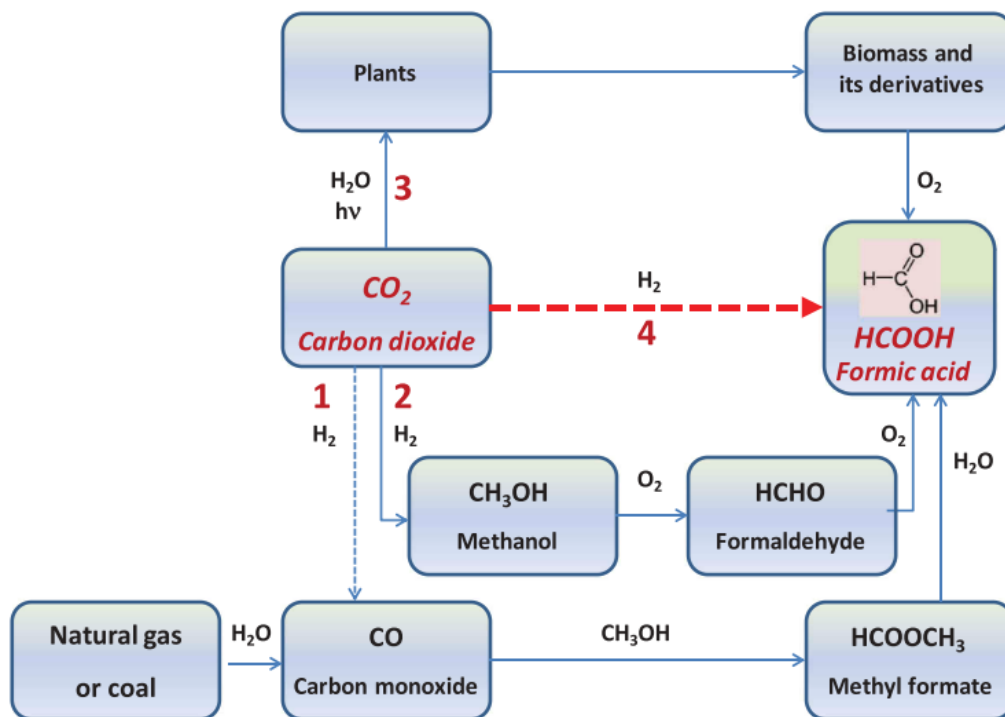 Plants
Biomass and
its derivatives
H₂O
hν
3
O₂
CO₂
Carbon dioxide
H₂
4
H-C
O
OH
HCOOH
Formic acid
1
H₂
2
H₂
CH₃OH
Methanol
O₂
HCHO
Formaldehyde
O₂
H₂O
Natural gas
or coal
H₂O
CO
Carbon monoxide
CH₃OH
HCOOCH₃
Methyl formate